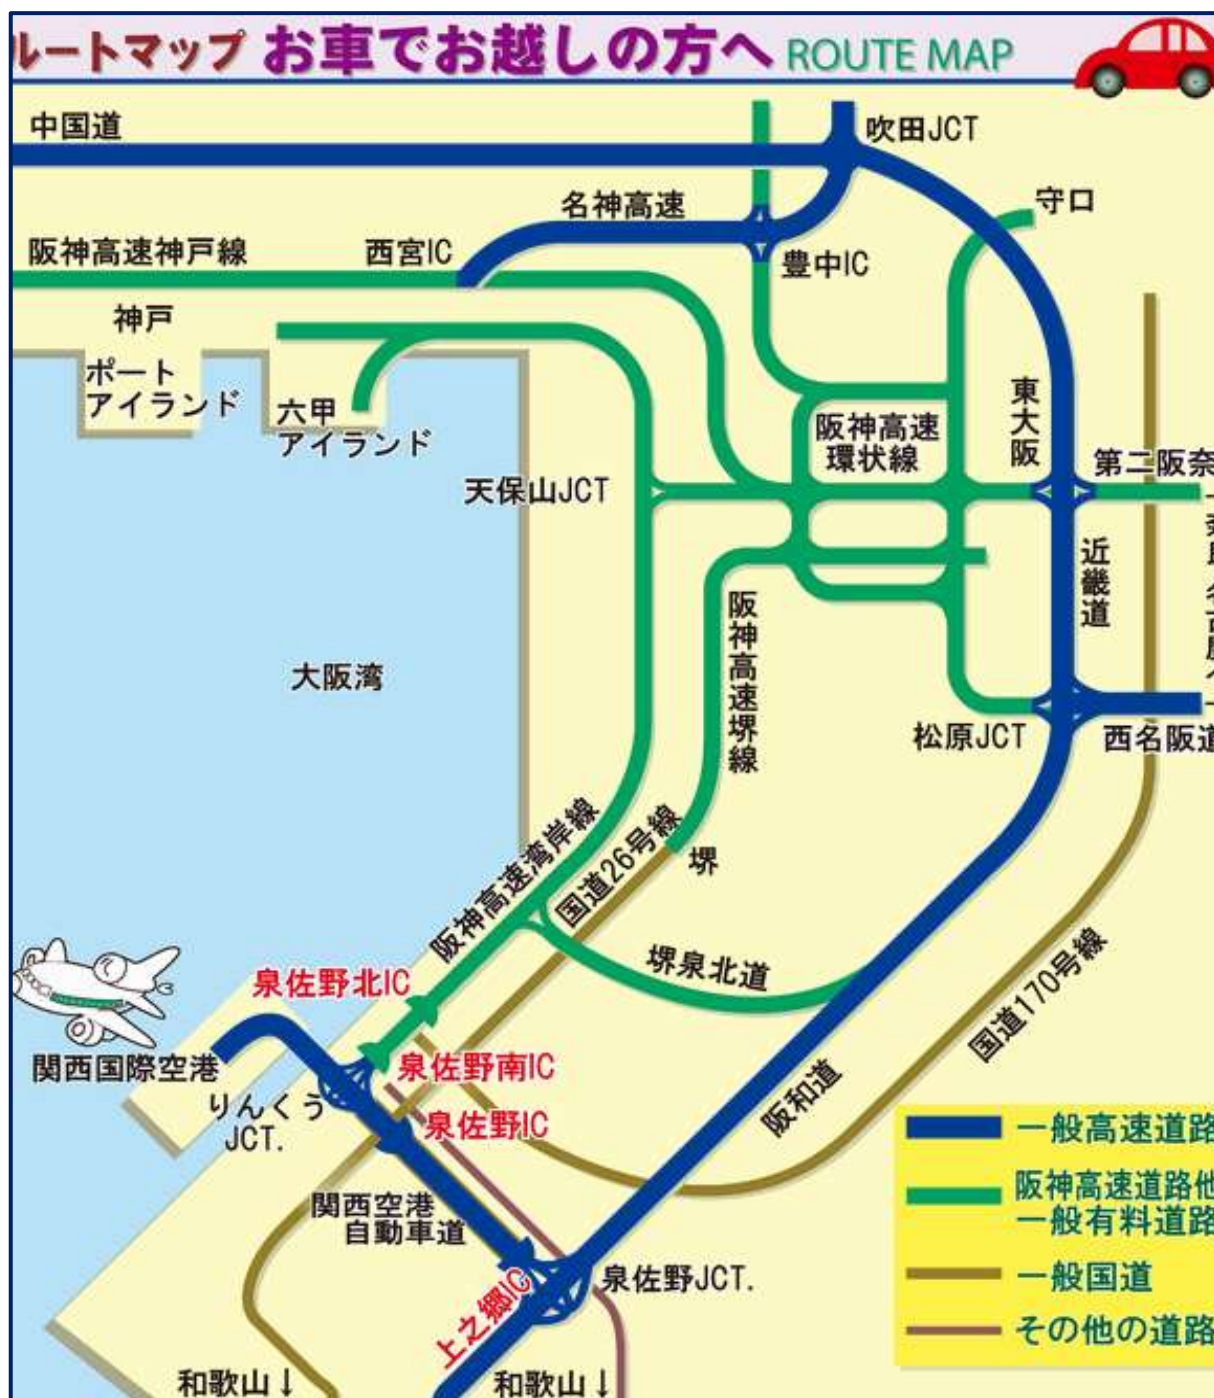 ルートマップ お車でお越しの方へ ROUTE MAP
中国道
吹田JCT
名神高速
守口
阪神高速神戸線
西宮IC
豊中IC
神戸
ポート
アイランド
六甲
アイランド
阪神高速
環状線
東大阪
天保山JCT
第二阪奈
近畿道
阪神高速堺線
大阪湾
松原JCT
西名阪道
阪神高速湾岸線
国道26号線
堺
堺泉北道
国道170号線
泉佐野北IC
関西国際空港
泉佐野南IC
りんくう
JCT.
泉佐野IC
阪和道
関西空港
自動車道
上之郷IC
泉佐野JCT.
和歌山↓
和歌山↓
一般高速道路
阪神高速道路他
一般有料道路
一般国道
その他の道路